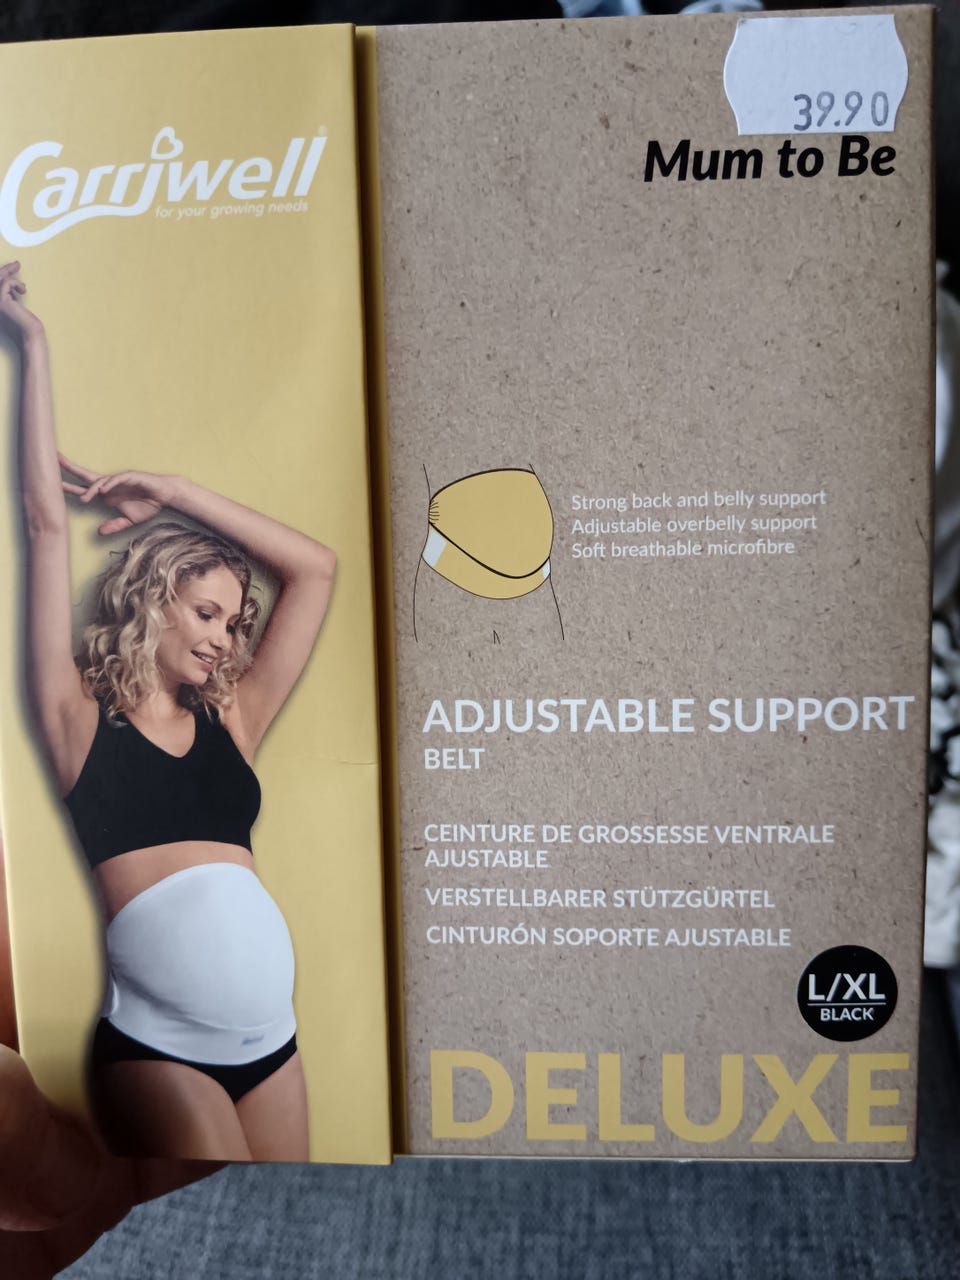 Carriwell®
for your growing needs
39.90
Mum to Be
Strong back and belly support
Adjustable overbelly support
Soft breathable microfibre
ADJUSTABLE SUPPORT
BELT
CEINTURE DE GROSSESSE VENTRALE
AJUSTABLE
VERSTELLBARER STÜTZGÜRTEL
CINTURÓN SOPORTE AJUSTABLE
L/XL
BLACK
DELUXE